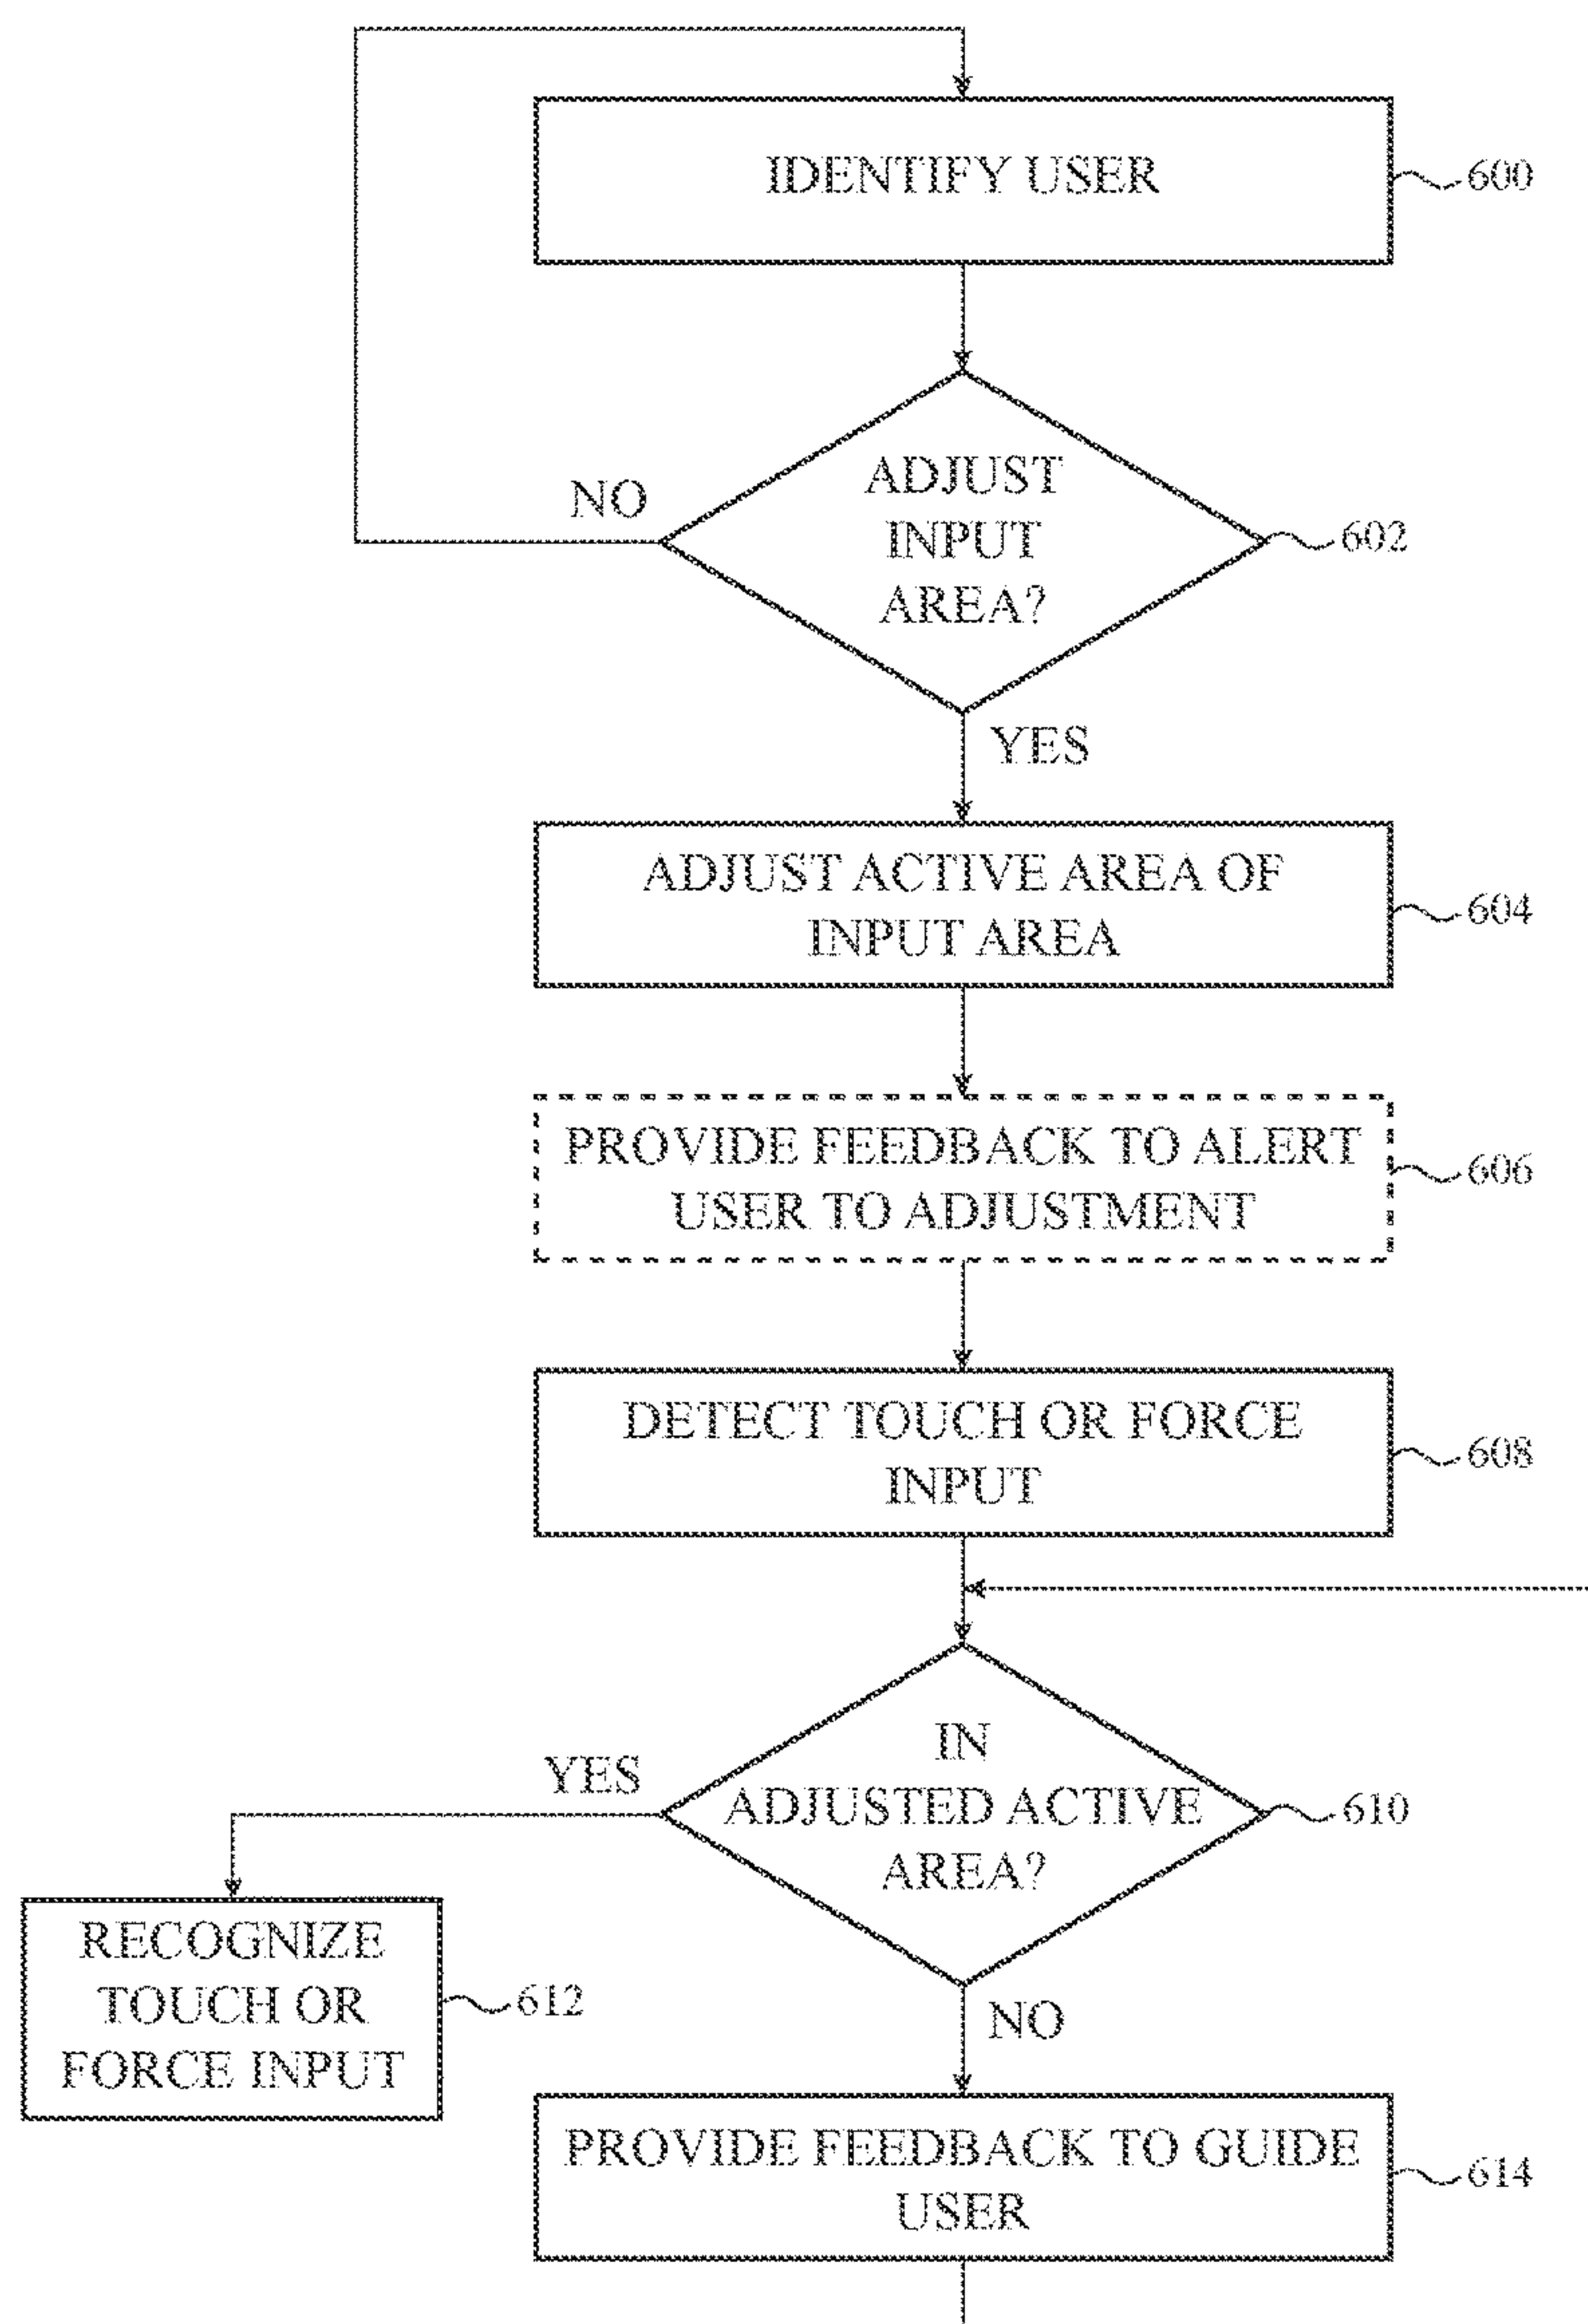 IDENTIFY USER
600
ADJUST
INPUT
AREA?
602
NO
YES
ADJUST ACTIVE AREA OF
INPUT AREA
604
PROVIDE FEEDBACK TO ALERT
USER TO ADJUSTMENT
606
DETECT TOUCH OR FORCE
INPUT
608
IN
ADJUSTED ACTIVE
AREA?
610
YES
RECOGNIZE
TOUCH OR
FORCE INPUT
612
NO
PROVIDE FEEDBACK TO GUIDE
USER
614